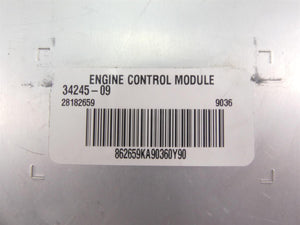 ENGINE CONTROL MODULE
34245-09
28182659 9036
862659KA90360Y90